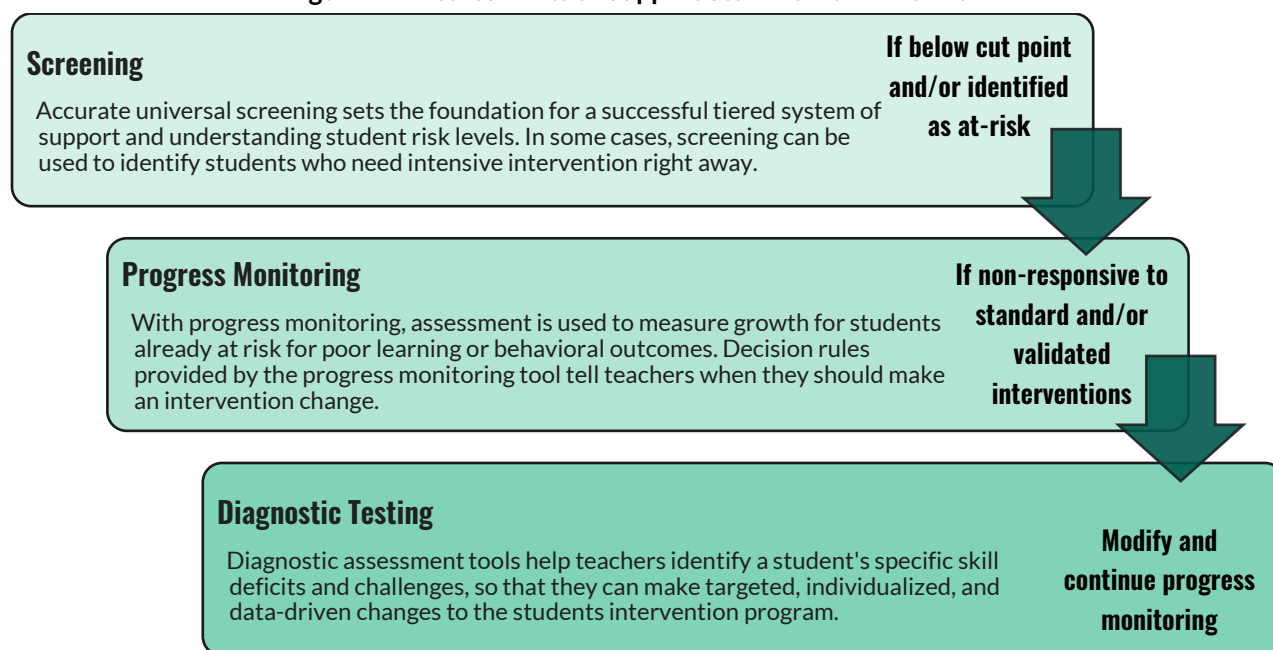 Screening
If below cut point
and/or identified
as at-risk
Accurate universal screening sets the foundation for a successful tiered system of
support and understanding student risk levels. In some cases, screening can be
used to identify students who need intensive intervention right away.
Progress Monitoring
If non-responsive to
standard and/or
validated
interventions
With progress monitoring, assessment is used to measure growth for students
already at risk for poor learning or behavioral outcomes. Decision rules
provided by the progress monitoring tool tell teachers when they should make
an intervention change.
Diagnostic Testing
Diagnostic assessment tools help teachers identify a student's specific skill
deficits and challenges, so that they can make targeted, individualized, and
data-driven changes to the students intervention program.
Modify and
continue progress
monitoring